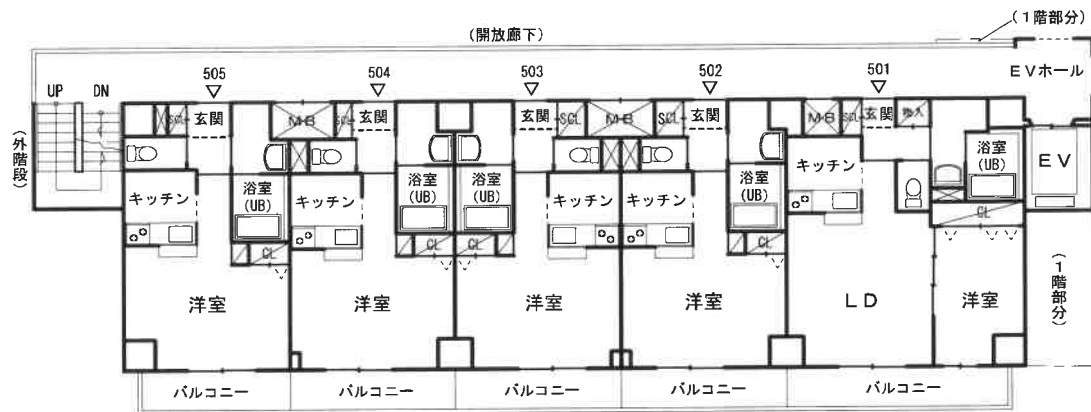 (1階部分)
(開放廊下)
EVホール
505
504
503
502
501
UP
DN
SCL
玄関
M・B
SCL
玄関
玄関
SCL
M・B
SCL
玄関
M・B
SCL
玄関
物入
(外階段)
浴室
(UB)
EV
キッチン
浴室
(UB)
キッチン
浴室
(UB)
浴室
(UB)
キッチン
キッチン
浴室
(UB)
キッチン
CL
CL
CL
CL
CL
洋室
洋室
洋室
洋室
LD
洋室
(1階部分)
バルコニー
バルコニー
バルコニー
バルコニー
バルコニー